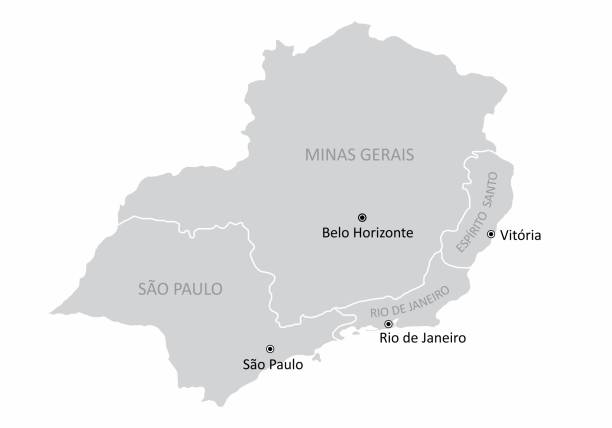 MINAS GERAIS
ESPÍRITO SANTO
Belo Horizonte
Vitória
SÃO PAULO
RIO DE JANEIRO
Rio de Janeiro
São Paulo